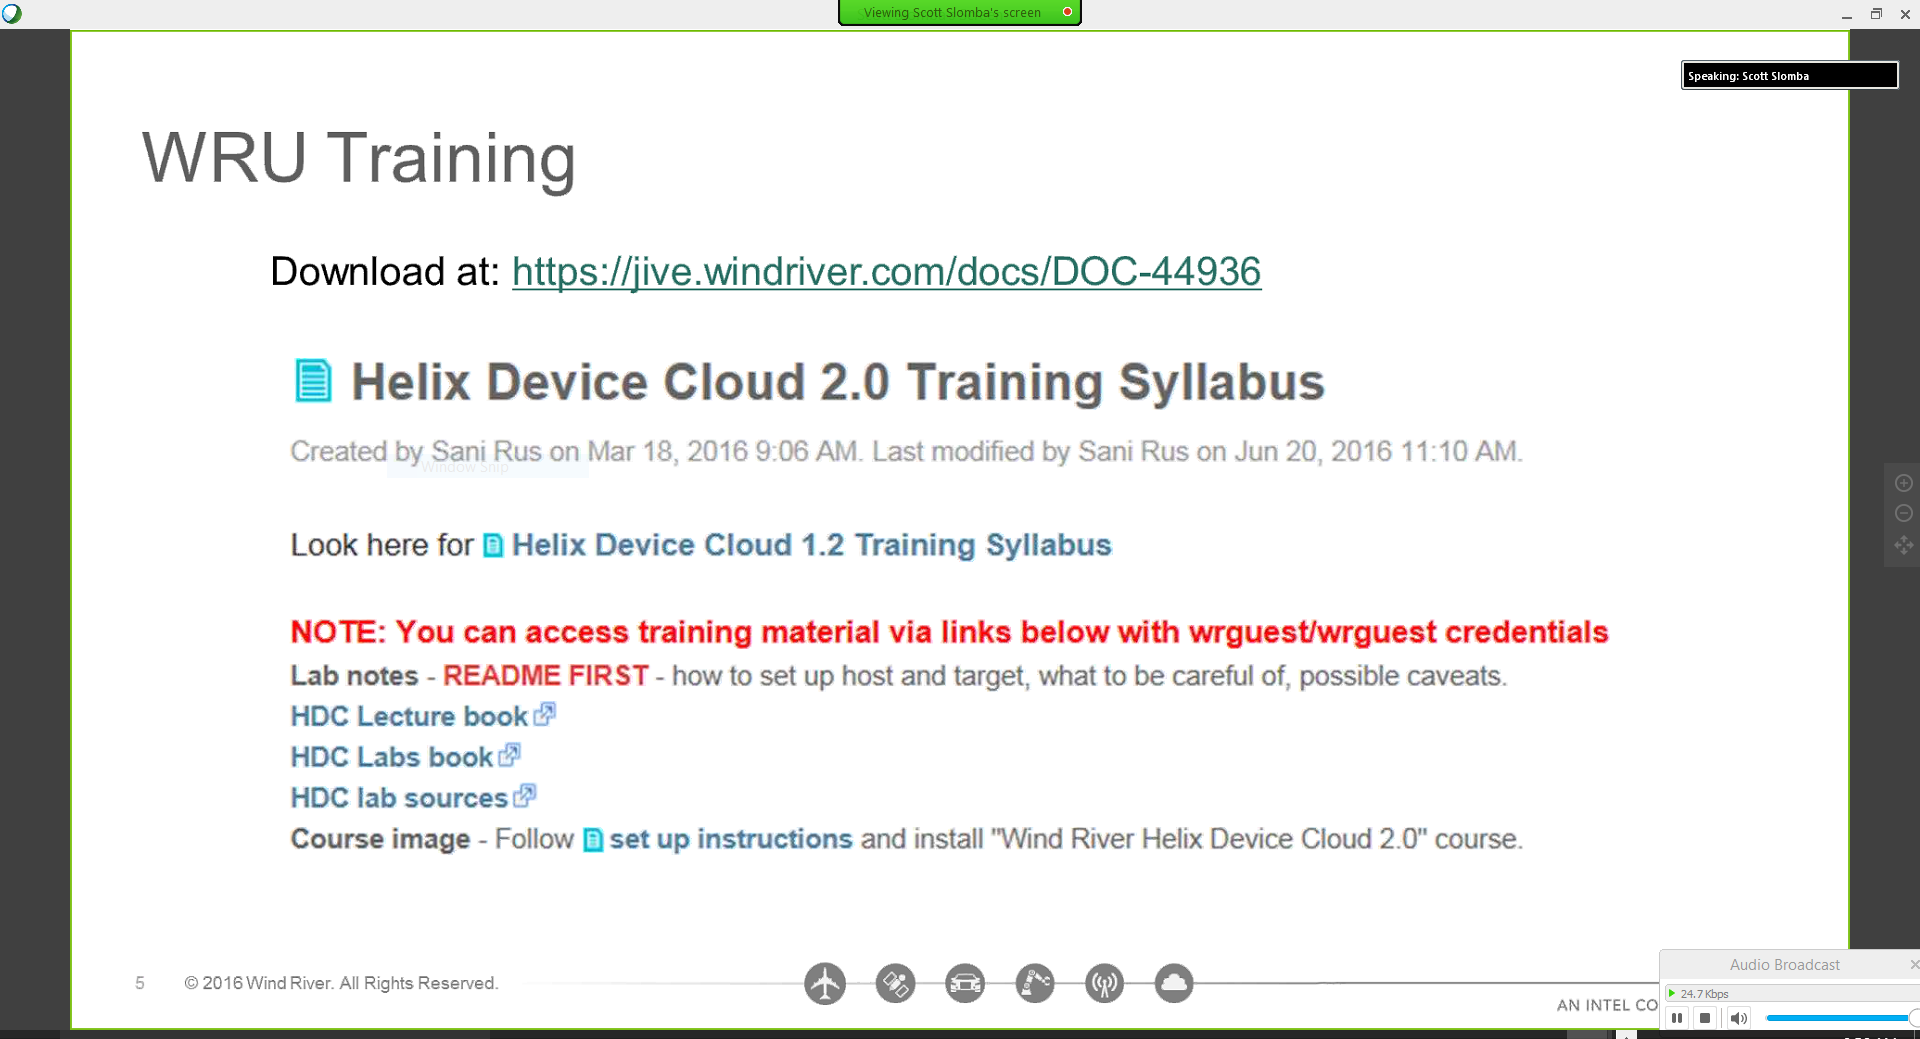 Viewing Scott Slomba's screen
Speaking: Scott Slomba
WRU Training
Download at: https://jive.windriver.com/docs/DOC-44936
Helix Device Cloud 2.0 Training Syllabus
Created by Sani Rus on Mar 18, 2016 9:06 AM. Last modified by Sani Rus on Jun 20, 2016 11:10 AM.
Window Snip
Look here for Helix Device Cloud 1.2 Training Syllabus
NOTE: You can access training material via links below with wrguest/wrguest credentials
Lab notes - README FIRST - how to set up host and target, what to be careful of, possible caveats.
HDC Lecture book
HDC Labs book
HDC lab sources
Course image - Follow set up instructions and install "Wind River Helix Device Cloud 2.0" course.
5 © 2016 Wind River. All Rights Reserved.
AN INTEL CO
Audio Broadcast
24.7 Kbps